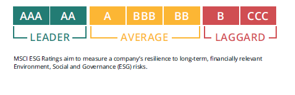 AAA AA A BBB BB B CCC
LEADER AVERAGE LAGGARD
MSCI ESG Ratings aim to measure a company's resilience to long-term, financially relevant
Environment, Social and Governance (ESG) risks.